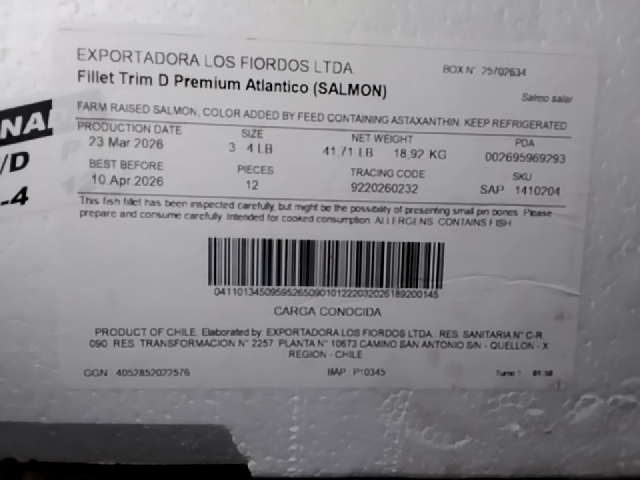 EXPORTADORA LOS FIORDOS LTDA.
BOX N° 25702634
Fillet Trim D Premium Atlantico (SALMON)
Salmo salar
FARM RAISED SALMON, COLOR ADDED BY FEED CONTAINING ASTAXANTHIN. KEEP REFRIGERATED
PRODUCTION DATE SIZE NET WEIGHT PDA
23 Mar 2026 3 4 LB 41,71 LB 18,92 KG 002695969293
BEST BEFORE PIECES TRACING CODE SKU
10 Apr 2026 12 9220260232 SAP 1410204
This fish fillet has been inspected carefully, but might be the possibility of presenting small pin bones. Please
prepare and consume carefully. Intended for cooked consumption. ALLERGENS: CONTAINS FISH
CARGA CONOCIDA
PRODUCT OF CHILE. Elaborated by: EXPORTADORA LOS FIORDOS LTDA. RES. SANITARIA N° C-R.
090 RES. TRANSFORMACION N° 2257 PLANTA N° 10673 CAMINO SAN ANTONIO S/N - QUELLON - X
REGION - CHILE
GGN 4052852022576 BAP P10345 Turno 1 01:58
NA
/D
-4